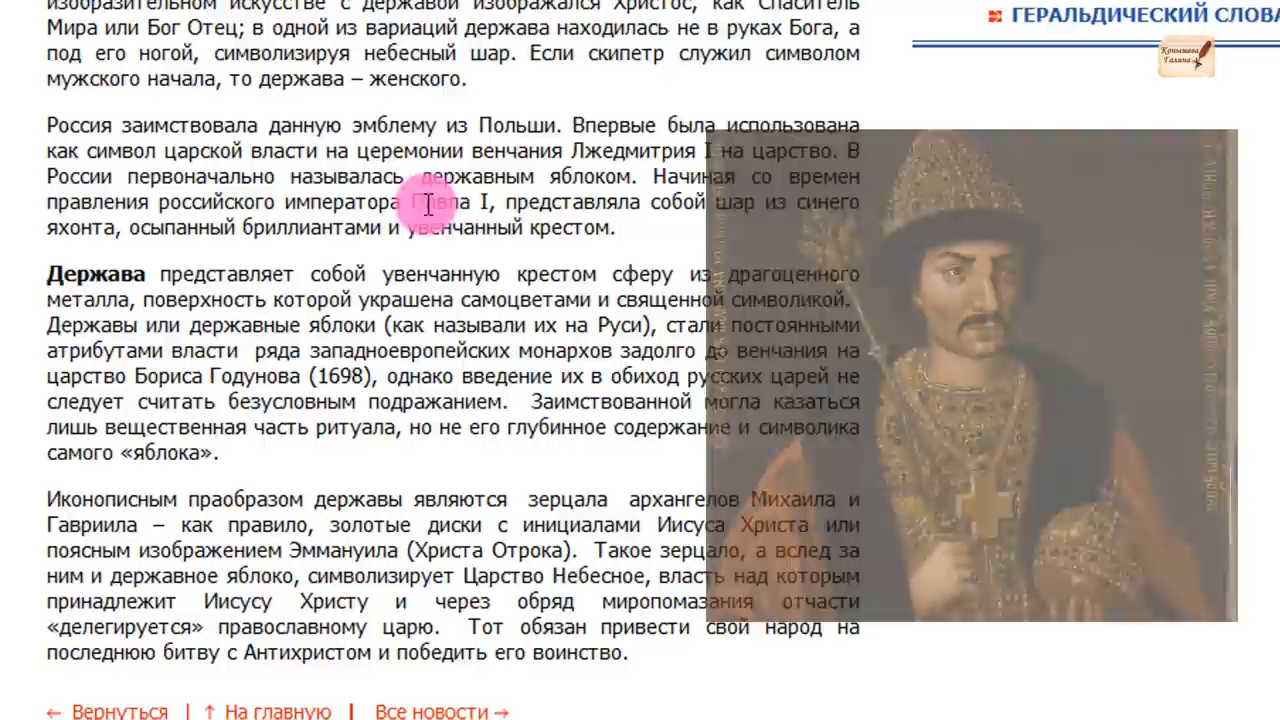 изобразительном искусстве с державой изображался Христос, как Спаситель
Мира или Бог Отец; в одной из вариаций держава находилась не в руках Бога, а
под его ногой, символизируя небесный шар. Если скипетр служил символом
мужского начала, то держава – женского.
Россия заимствовала данную эмблему из Польши. Впервые была использована
как символ царской власти на церемонии венчания Лжедмитрия I на царство. В
России первоначально называлась державным яблоком. Начиная со времен
правления российского императора Павла I, представляла собой шар из синего
яхонта, осыпанный бриллиантами и увенчанный крестом.
Держава представляет собой увенчанную крестом сферу из драгоценного
металла, поверхность которой украшена самоцветами и священной символикой.
Державы или державные яблоки (как называли их на Руси), стали постоянными
атрибутами власти ряда западноевропейских монархов задолго до венчания на
царство Бориса Годунова (1698), однако введение их в обиход русских царей не
следует считать безусловным подражанием. Заимствованной могла казаться
лишь вещественная часть ритуала, но не его глубинное содержание и символика
самого «яблока».
Иконописным праобразом державы являются зерцала архангелов Михаила и
Гавриила – как правило, золотые диски с инициалами Иисуса Христа или
поясным изображением Эммануила (Христа Отрока). Такое зерцало, а вслед за
ним и державное яблоко, символизирует Царство Небесное, власть над которым
принадлежит Иисусу Христу и через обряд миропомазания отчасти
«делегируется» православному царю. Тот обязан привести свой народ на
последнюю битву с Антихристом и победить его воинство.
← Вернуться | ↑ На главную | Все новости →
ГЕРАЛЬДИЧЕСКИЙ СЛОВА
Копышева
Галина